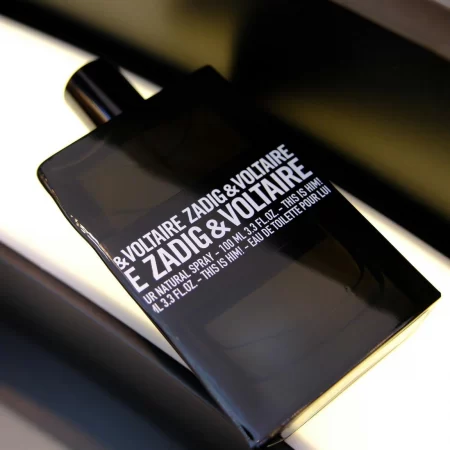 &VOLTAIRE ZADIG&VOLTAIRE
E ZADIG&VOLTAIRE
UR NATURAL SPRAY - 100 ML 3.3 FL.OZ. - THIS IS HIM!
ML 3.3 FL.OZ. - THIS IS HIM! - EAU DE TOILETTE POUR LUI